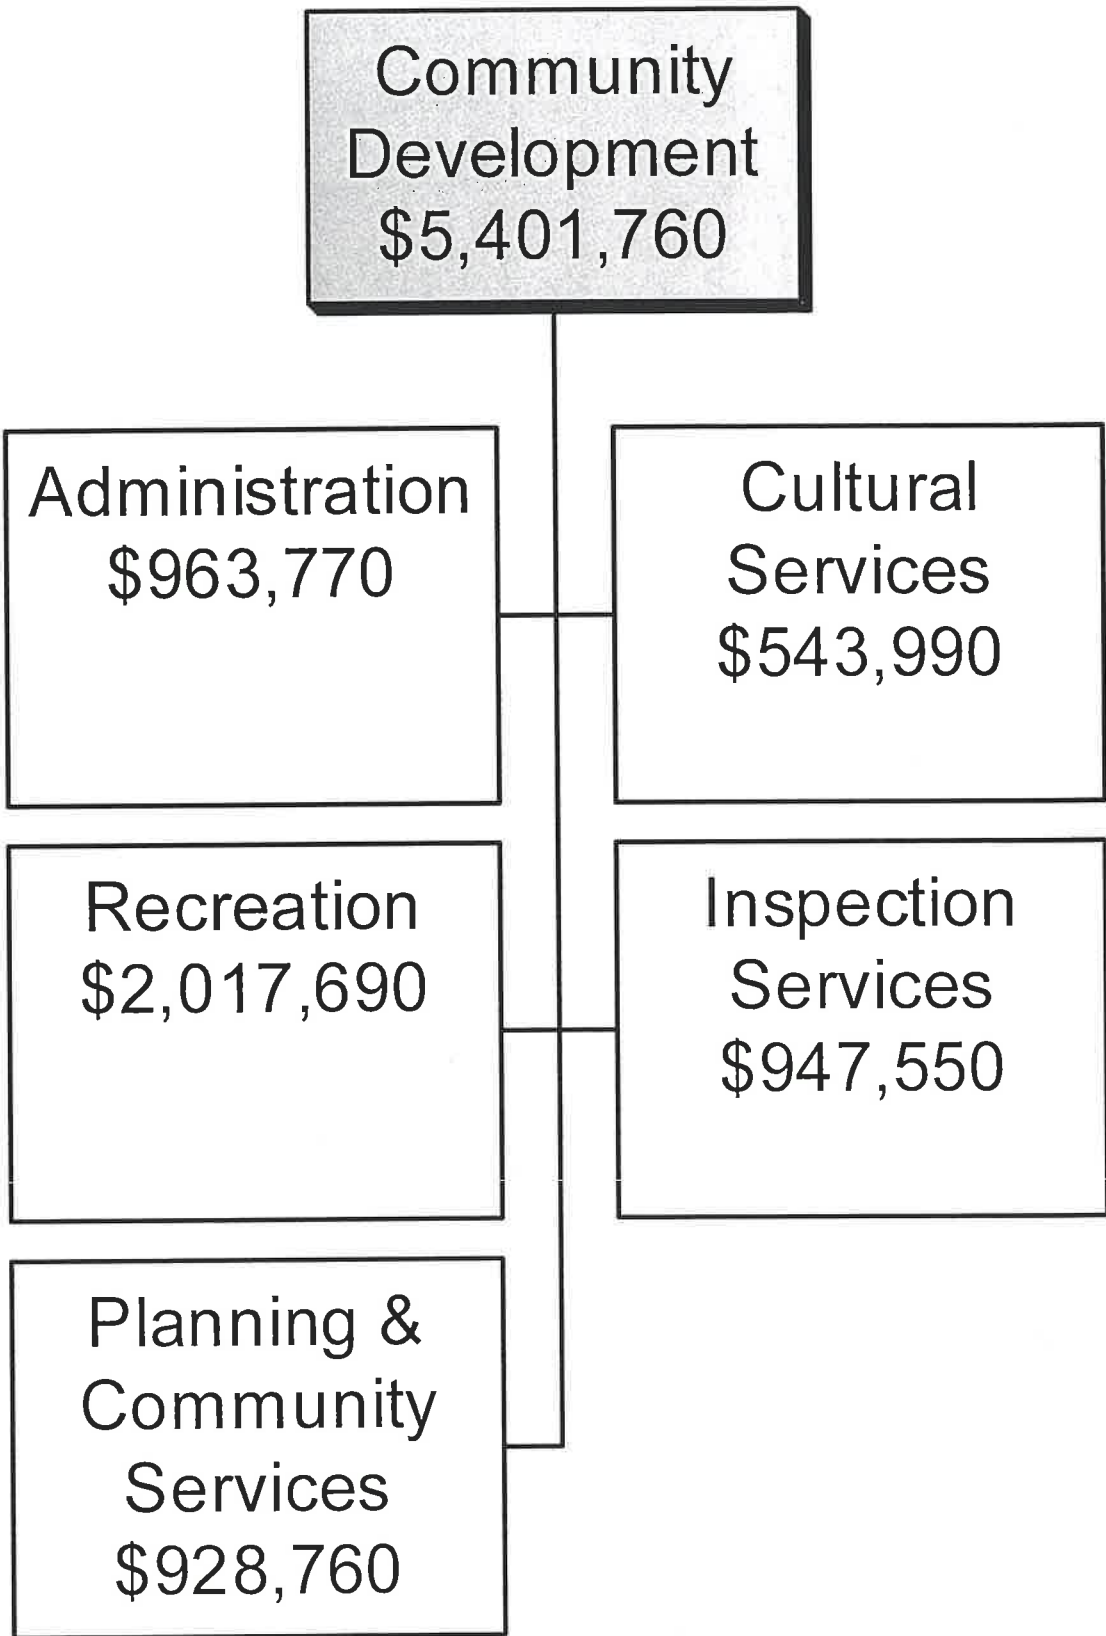 Community
Development
$5,401,760
Administration
$963,770
Cultural
Services
$543,990
Recreation
$2,017,690
Inspection
Services
$947,550
Planning &
Community
Services
$928,760